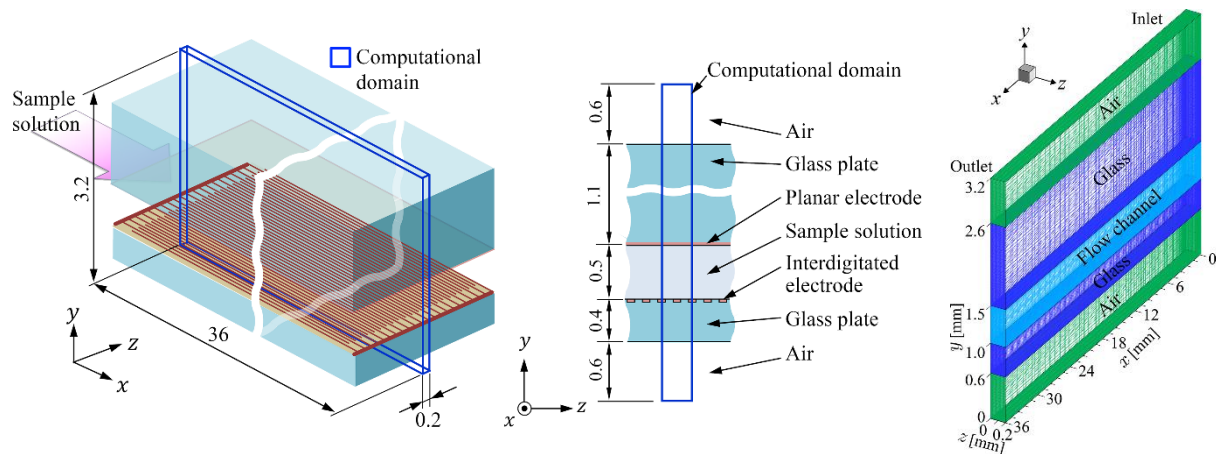 Computational
domain
Sample
solution
3.2
36
0.2
y
z
x
Computational domain
0.6
Air
1.1
Glass plate
Planar electrode
0.5
Sample solution
Interdigitated
electrode
0.4
Glass plate
0.6
Air
y
x
z
Inlet
y
z
x
Air
Glass
Flow channel
Glass
Air
Outlet
3.2
2.6
1.5
1.0
0.6
0
y [mm]
0
6
12
18
24
30
36
x [mm]
0
0.2
z [mm]